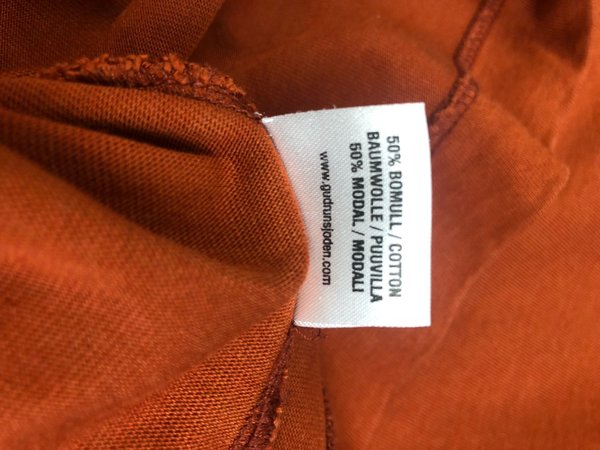 50% BOMULL / COTTON
BAUMWOLLE / PUUVILLA
50% MODAL / MODALI
www.gudrunsjoden.com